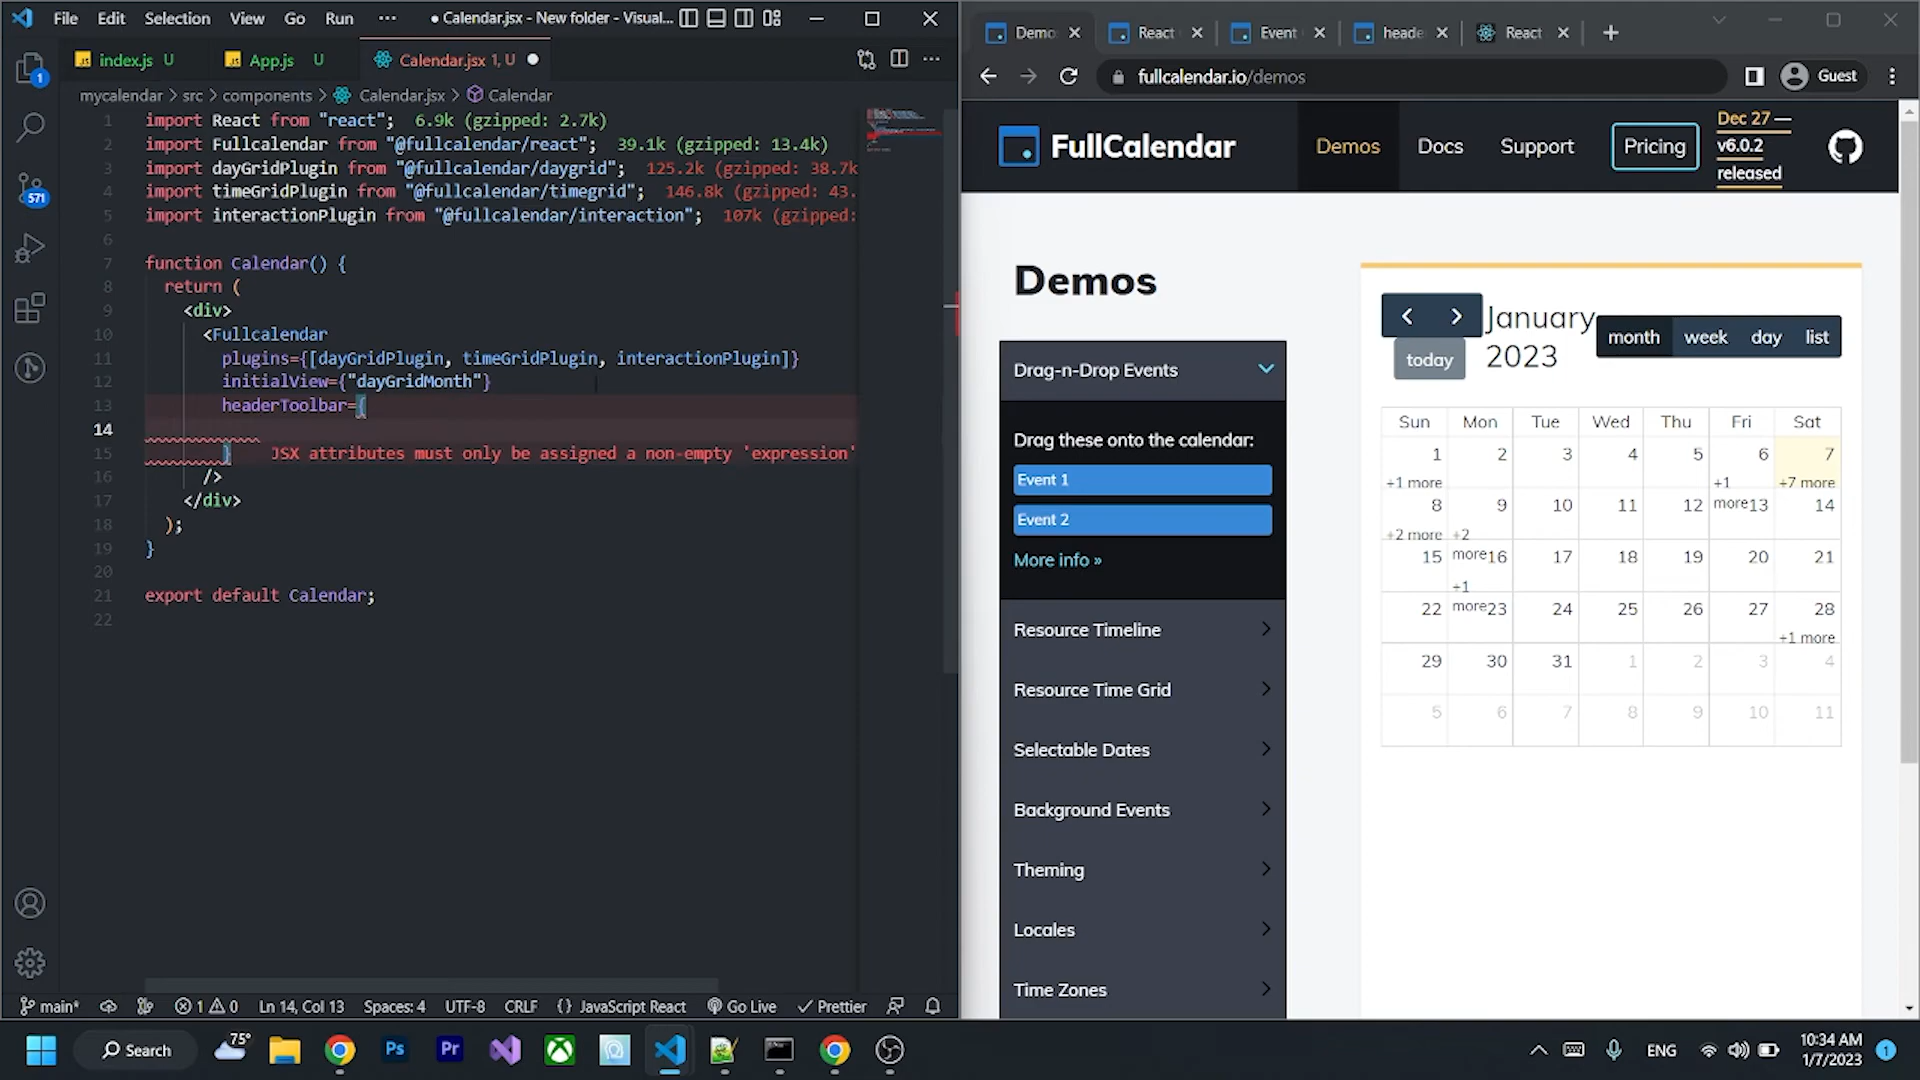 File Edit Selection View Go Run ··· ● Calendar.jsx - New folder - Visual...
index.js U App.js U Calendar.jsx 1, U
mycalendar > src > components > Calendar.jsx > Calendar
1 import React from "react"; 6.9k (gzipped: 2.7k)
2 import Fullcalendar from "@fullcalendar/react"; 39.1k (gzipped: 13.4k)
3 import dayGridPlugin from "@fullcalendar/daygrid"; 125.2k (gzipped: 38.7k
4 import timeGridPlugin from "@fullcalendar/timegrid"; 146.8k (gzipped: 43.
5 import interactionPlugin from "@fullcalendar/interaction"; 107k (gzipped:
6
7 function Calendar() {
8 return (
9 <div>
10 <Fullcalendar
11 plugins={[dayGridPlugin, timeGridPlugin, interactionPlugin]}
12 initialView={"dayGridMonth"}
13 headerToolbar={
14
15 } JSX attributes must only be assigned a non-empty 'expression'
16 />
17 </div>
18 );
19 }
20
21 export default Calendar;
22
1
571
main* 1 0 Ln 14, Col 13 Spaces: 4 UTF-8 CRLF {} JavaScript React Go Live Prettier
Demo React Event heade React
fullcalendar.io/demos Guest
FullCalendar Demos Docs Support Pricing
Dec 27 —
v6.0.2
released
Demos
Drag-n-Drop Events
Drag these onto the calendar:
Event 1
Event 2
More info »
Resource Timeline
Resource Time Grid
Selectable Dates
Background Events
Theming
Locales
Time Zones
today
January
2023
month week day list
Sun Mon Tue Wed Thu Fri Sat
1 2 3 4 5 6 7
+1 more +1 more +7 more
8 9 10 11 12 13 14
+2 more +2 more
15 16 17 18 19 20 21
+1 more
22 23 24 25 26 27 28
+1 more
29 30 31 1 2 3 4
5 6 7 8 9 10 11
75° Search Ps Pr ENG
10:34 AM
1/7/2023
1